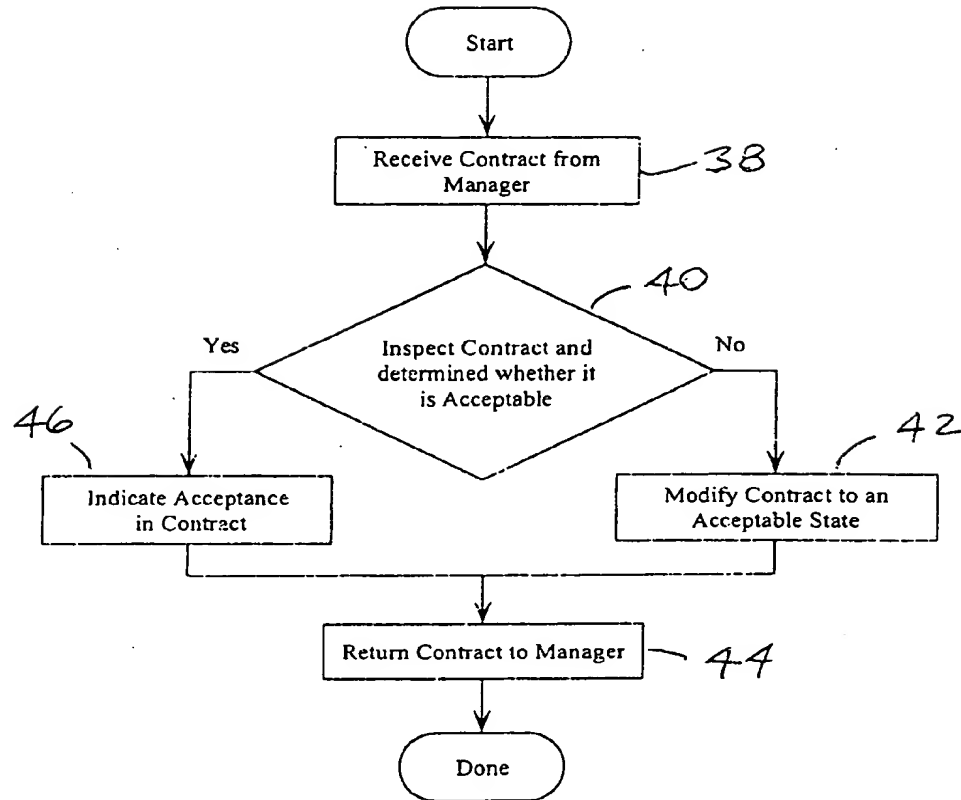 Start
Receive Contract from
Manager
38
40
Yes
Inspect Contract and
determined whether it
is Acceptable
No
46
42
Indicate Acceptance
in Contract
Modify Contract to an
Acceptable State
Return Contract to Manager
44
Done